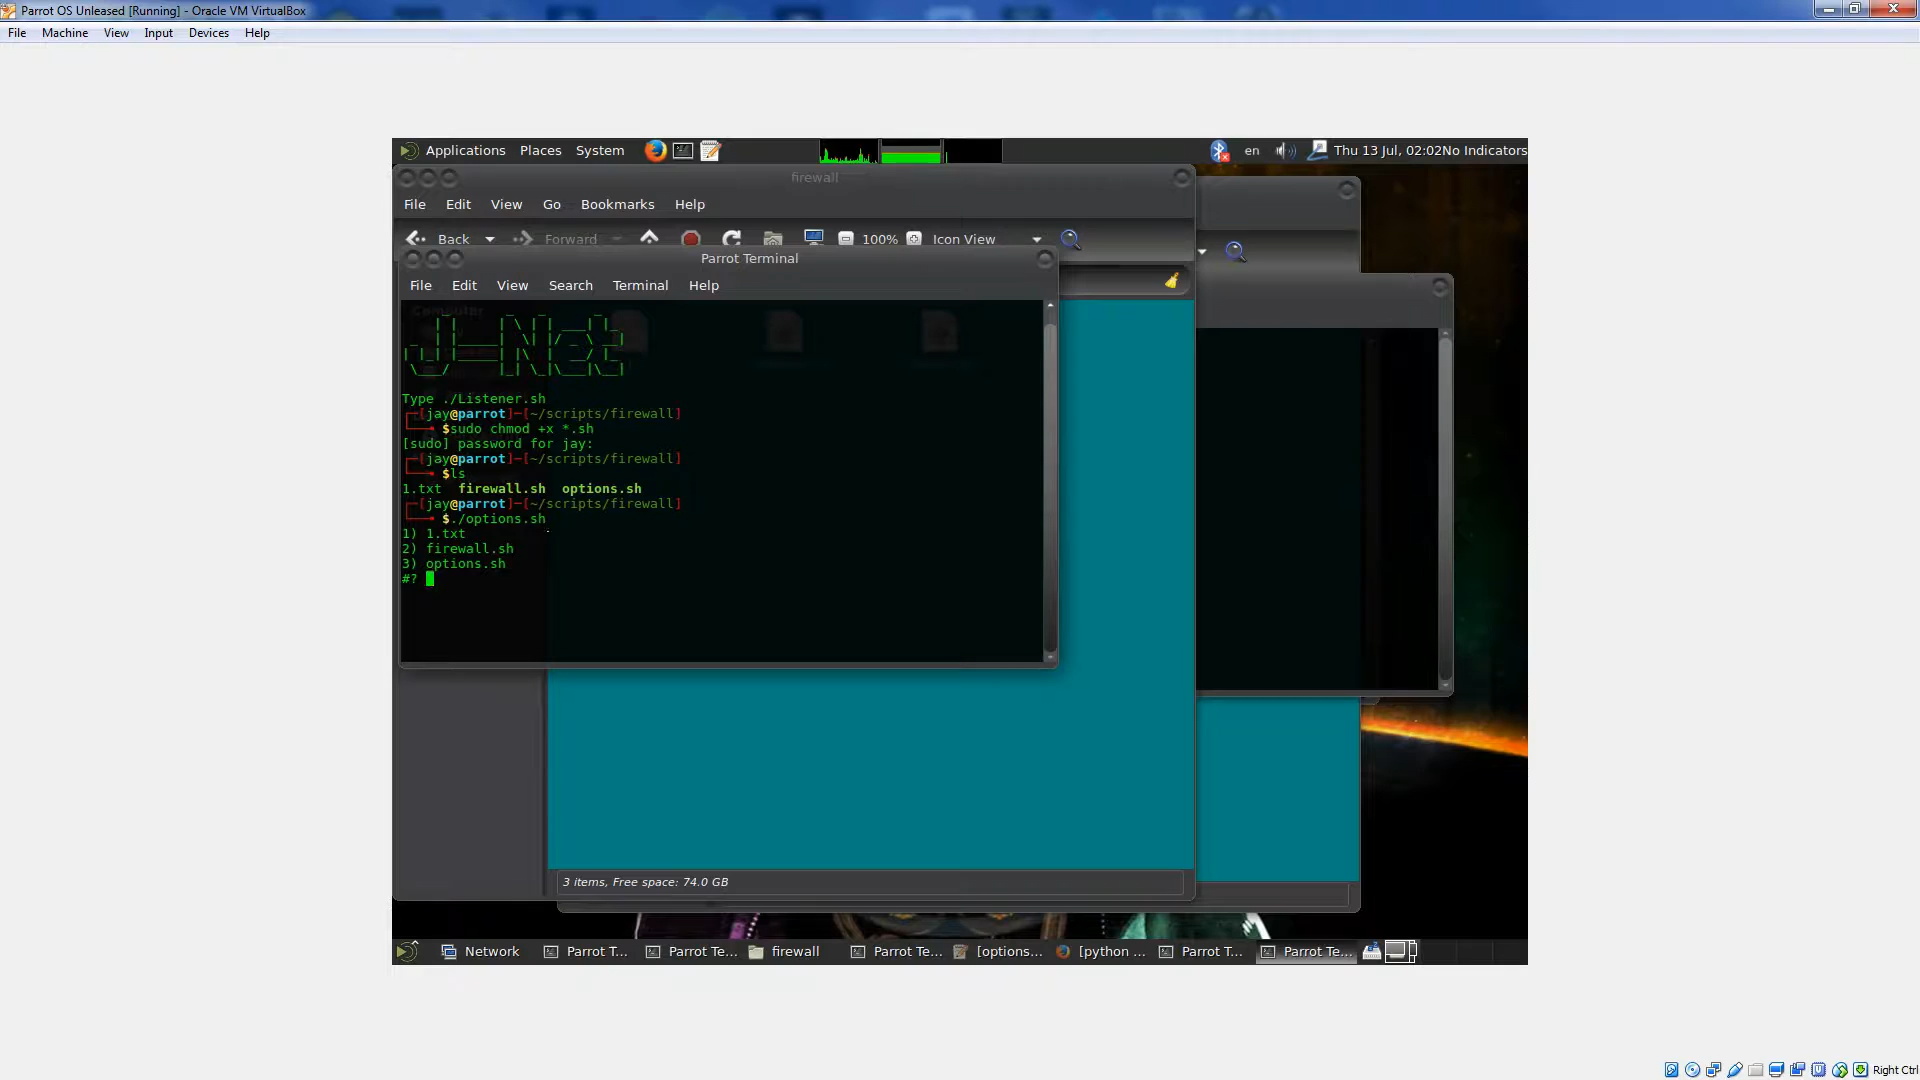 Parrot OS Unleased [Running] - Oracle VM VirtualBox
File Machine View Input Devices Help
Applications Places System en Thu 13 Jul, 02:02No Indicators
firewall
File Edit View Go Bookmarks Help
Back Forward 100% Icon View
Parrot Terminal
File Edit View Search Terminal Help
Computer
J-Net
Type ./Listener.sh
┌─[jay@parrot]─[~/scripts/firewall]
└──╼ $sudo chmod +x *.sh
[sudo] password for jay:
┌─[jay@parrot]─[~/scripts/firewall]
└──╼ $ls
1.txt firewall.sh options.sh
┌─[jay@parrot]─[~/scripts/firewall]
└──╼ $./options.sh
1) 1.txt
2) firewall.sh
3) options.sh
#?
3 items, Free space: 74.0 GB
Network Parrot T... Parrot Te... firewall Parrot Te... [options... [python ... Parrot T... Parrot Te...
Right Ctrl